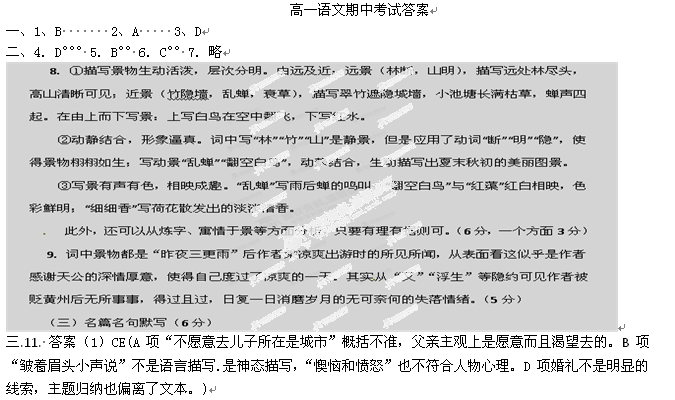 高一语文期中考试答案
一、1、B 2、A 3、D
二、4. D 5. B 6. C 7. 略
8. ①描写景物生动活泼，层次分明。由远及近，远景（林断，山明），描写远处林尽头，
高山清晰可见；近景（竹隐墙，乱蝉，衰草），描写翠竹遮隐城墙，小池塘长满枯草，蝉声四
起。在由上而下写景：上写白鸟在空中翻飞，下写红水。
②动静结合，形象逼真。词中写“林”“竹”“山”是静景，但是应用了动词“断”“明”“隐”，使
得景物栩栩如生；写动景“乱蝉”“翻空白鸟”，动静结合，生动描写出夏末秋初的美丽图景。
③写景有声有色，相映成趣。“乱蝉”写雨后蝉的鸣叫 “翻空白鸟”与“红蕖”红白相映，色
彩鲜明；“细细香”写荷花散发出的淡淡清香。
. 此外，还可以从炼字、寓情于景等方面分析，只要有理有据则可。（6分，一个方面3分）
9. 词中景物都是“昨夜三更雨”后作者 凉爽出游时的所见所闻，从表面看这似乎是作者
感谢天公的深情厚意，使得自己度过了凉爽的一天。其实从“又”“浮生”等隐约可见作者被
贬黄州后无所事事，得过且过，日复一日消磨岁月的无可奈何的失落情绪。（5分）
（三）名篇名句默写（6分）
三.11. 答案（1）CE(A 项“不愿意去儿子所在是城市”概括不准，父亲主观上是愿意而且渴望去的。B 项
“皱着眉头小声说”不是语言描写.是神态描写，“懊恼和愤怒”也不符合人物心理。D 项婚礼不是明显的
线索，主题归纳也偏离了文本。)